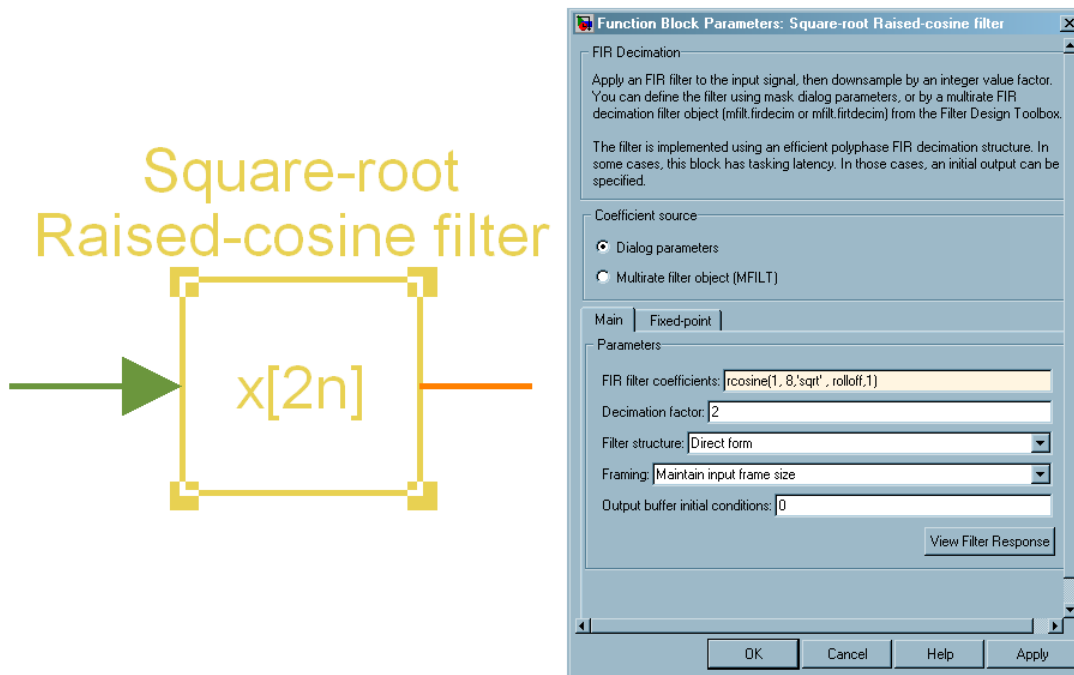 Square-root
Raised-cosine filter
x[2n]
Function Block Parameters: Square-root Raised-cosine filter
FIR Decimation
Apply an FIR filter to the input signal, then downsample by an integer value factor.
You can define the filter using mask dialog parameters, or by a multirate FIR
decimation filter object (mfilt.firdecim or mfilt.firtdecim) from the Filter Design Toolbox.
The filter is implemented using an efficient polyphase FIR decimation structure. In
some cases, this block has tasking latency. In those cases, an initial output can be
specified.
Coefficient source
Dialog parameters
Multirate filter object (MFILT)
Main Fixed-point
Parameters
FIR filter coefficients: rcosine(1, 8,'sqrt' , rolloff,1)
Decimation factor: 2
Filter structure: Direct form
Framing: Maintain input frame size
Output buffer initial conditions: 0
View Filter Response
OK Cancel Help Apply